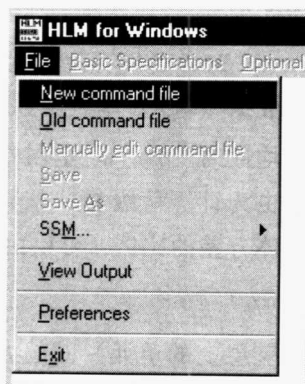 HLM for Windows
File Basic Specifications Optional
New command file
Old command file
Manually edit command file
Save
Save As
SSM...
View Output
Preferences
Exit